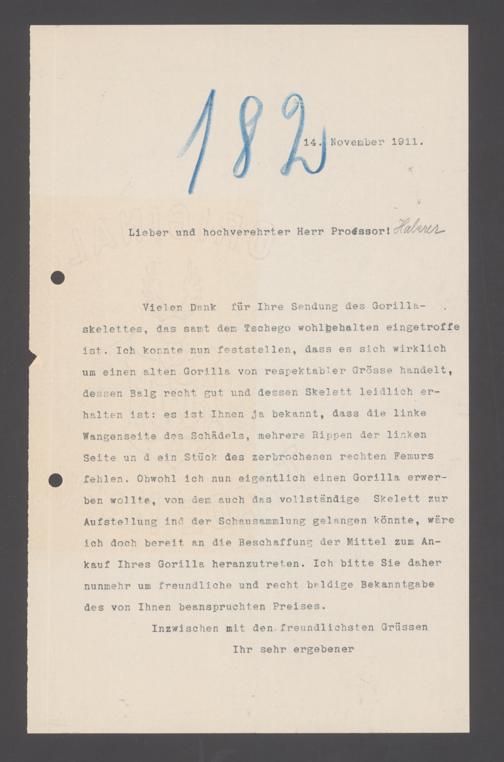 182
14. November 1911.
Lieber und hochverehrter Herr Proessor! Haberer
Vielen Dank für Ihre Sendung des Gorilla-
skelettes, das samt dem Tschego wohlbehalten eingetroffe
ist. Ich konnte nun feststellen, dass es sich wirklich
um einen alten Gorilla von respektabler Grösse handelt,
dessen Balg recht gut und dessen Skelett leidlich er-
halten ist: es ist Ihnen ja bekannt, dass die linke
Wangenseite des Schädels, mehrere Rippen der linken
Seite un d ein Stück des zerbrochenen rechten Femurs
fehlen. Obwohl ich nun eigentlich einen Gorilla erwer-
ben wollte, von dem auch das vollständige Skelett zur
Aufstellung ind der Schausammlung gelangen könnte, wäre
ich doch bereit an die Beschaffung der Mittel zum An-
kauf Ihres Gorilla heranzutreten. Ich bitte Sie daher
nunmehr um freundliche und recht baldige Bekanntgabe
des von Ihnen beanspruchten Preises.
Inzwischen mit den freundlichsten Grüssen
Ihr sehr ergebener